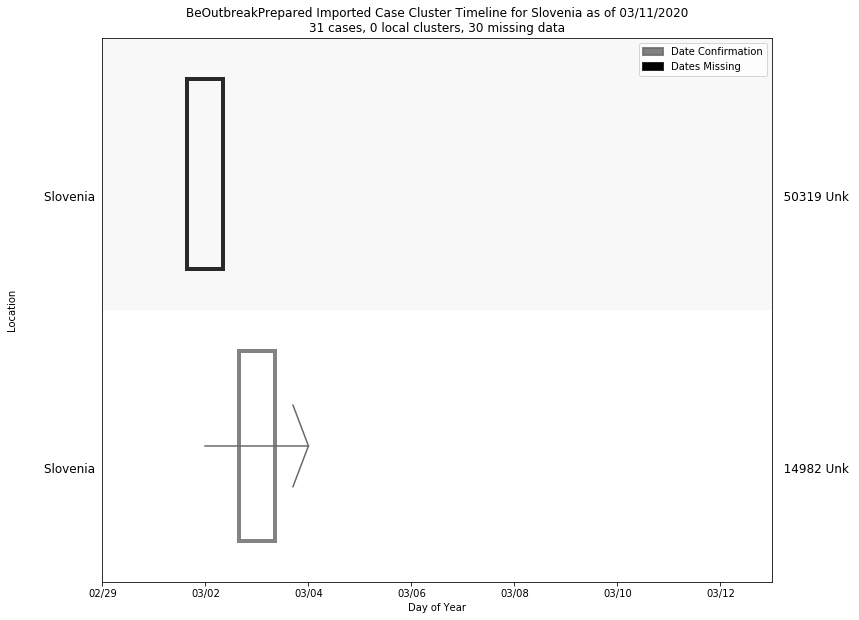 BeOutbreakPrepared Imported Case Cluster Timeline for Slovenia as of 03/11/2020
31 cases, 0 local clusters, 30 missing data
Date Confirmation
Dates Missing
Slovenia
50319 Unk
Location
Slovenia
14982 Unk
02/29 03/02 03/04 03/06 03/08 03/10 03/12
Day of Year